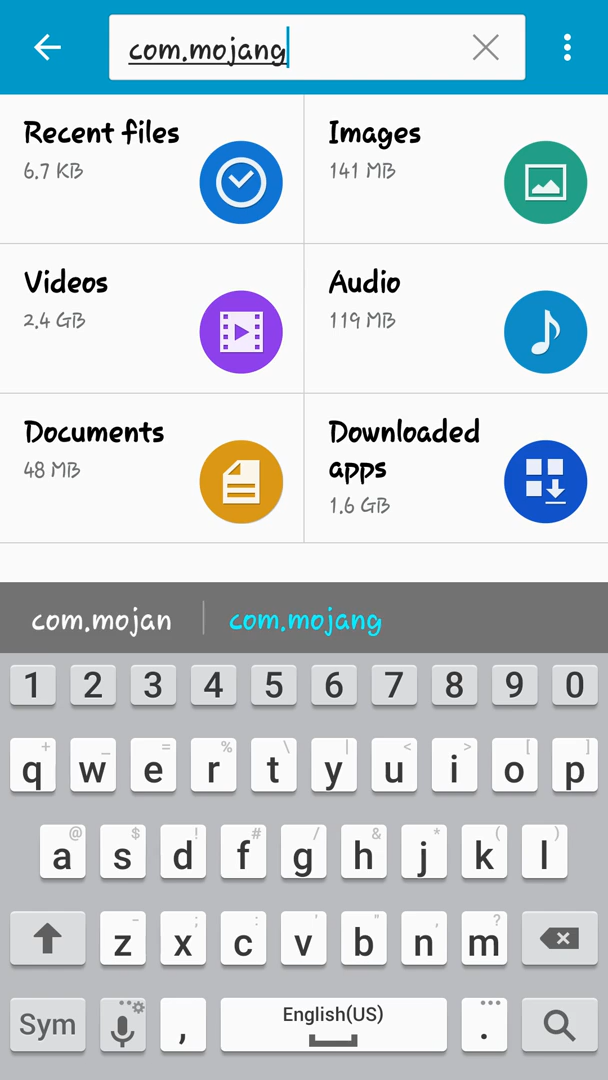 com.mojang
Recent files
6.7 KB
Images
141 MB
Videos
2.4 GB
Audio
119 MB
Documents
48 MB
Downloaded
apps
1.6 GB
com.mojan com.mojang
1 2 3 4 5 6 7 8 9 0
+ _ = % \ | < > [ ]
q w e r t y u i o p
@ $ ! # / & * ( )
a s d f g h j k l
- ; : ' " , ?
z x c v b n m
Sym , English(US) .